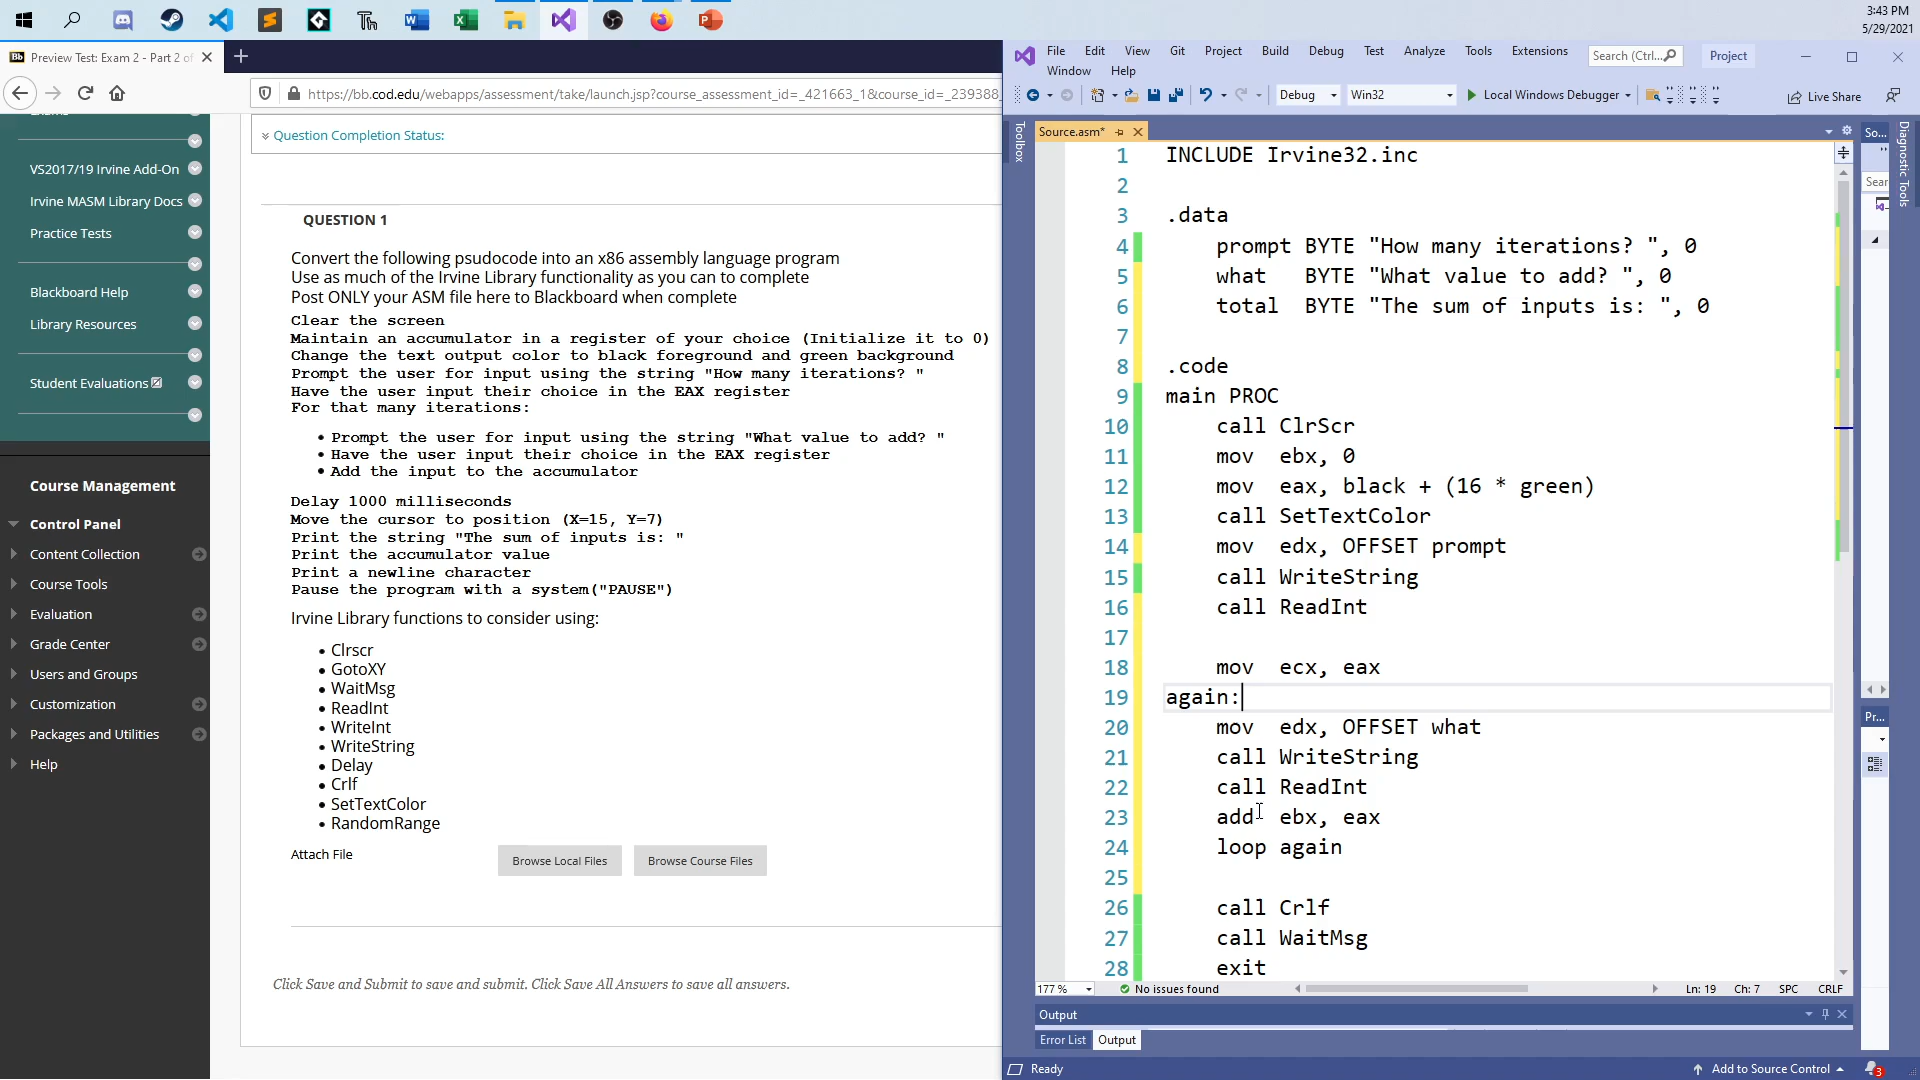 3:43 PM
5/29/2021
Preview Test: Exam 2 - Part 2 of
https://bb.cod.edu/webapps/assessment/take/launch.jsp?course_assessment_id=_421663_1&course_id=_239388_
VS2017/19 Irvine Add-On
Irvine MASM Library Docs
Practice Tests
Blackboard Help
Library Resources
Student Evaluations
Course Management
Control Panel
Content Collection
Course Tools
Evaluation
Grade Center
Users and Groups
Customization
Packages and Utilities
Help
Question Completion Status:
QUESTION 1
Convert the following psudocode into an x86 assembly language program
Use as much of the Irvine Library functionality as you can to complete
Post ONLY your ASM file here to Blackboard when complete
Clear the screen
Maintain an accumulator in a register of your choice (Initialize it to 0)
Change the text output color to black foreground and green background
Prompt the user for input using the string "How many iterations? "
Have the user input their choice in the EAX register
For that many iterations:
• Prompt the user for input using the string "What value to add? "
• Have the user input their choice in the EAX register
• Add the input to the accumulator
Delay 1000 milliseconds
Move the cursor to position (X=15, Y=7)
Print the string "The sum of inputs is: "
Print the accumulator value
Print a newline character
Pause the program with a system("PAUSE")
Irvine Library functions to consider using:
• Clrscr
• GotoXY
• WaitMsg
• ReadInt
• WriteInt
• WriteString
• Delay
• Crlf
• SetTextColor
• RandomRange
Attach File
Browse Local Files
Browse Course Files
Click Save and Submit to save and submit. Click Save All Answers to save all answers.
File Edit View Git Project Build Debug Test Analyze Tools Extensions
Window Help
Search (Ctrl...
Project
Debug
Win32
Local Windows Debugger
Live Share
Toolbox
Source.asm*
So...
Sear
Pr...
Diagnostic Tools
1 INCLUDE Irvine32.inc
2
3 .data
4 prompt BYTE "How many iterations? ", 0
5 what BYTE "What value to add? ", 0
6 total BYTE "The sum of inputs is: ", 0
7
8 .code
9 main PROC
10 call ClrScr
11 mov ebx, 0
12 mov eax, black + (16 * green)
13 call SetTextColor
14 mov edx, OFFSET prompt
15 call WriteString
16 call ReadInt
17
18 mov ecx, eax
19 again:
20 mov edx, OFFSET what
21 call WriteString
22 call ReadInt
23 add ebx, eax
24 loop again
25
26 call Crlf
27 call WaitMsg
28 exit
177 %
No issues found
Ln: 19 Ch: 7 SPC CRLF
Output
Error List
Output
Ready
Add to Source Control
3